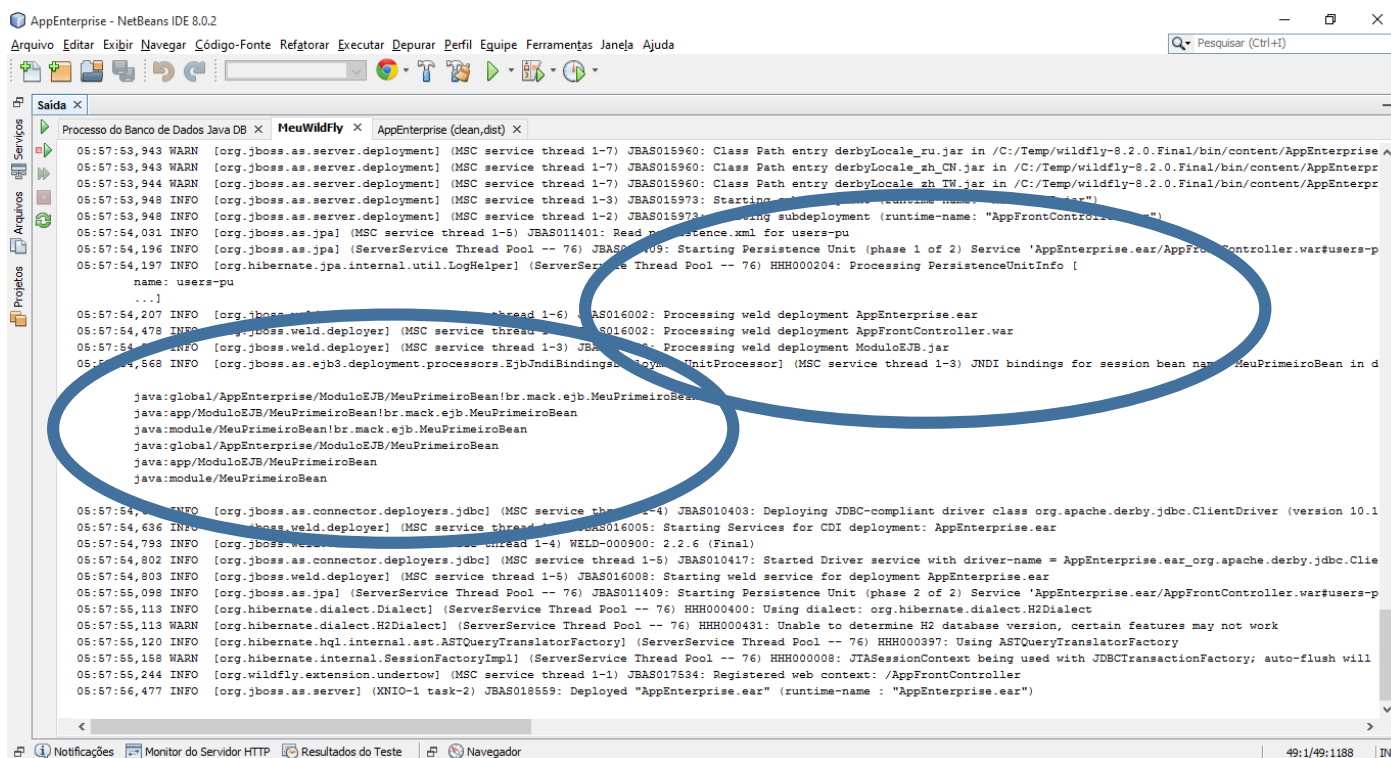 AppEnterprise - NetBeans IDE 8.0.2
Arquivo Editar Exibir Navegar Código-Fonte Refatorar Executar Depurar Perfil Equipe Ferramentas Janela Ajuda
Pesquisar (Ctrl+I)
Saída
Serviços
Arquivos
Projetos
Processo do Banco de Dados Java DB MeuWildFly AppEnterprise (clean,dist)
05:57:53,943 WARN [org.jboss.as.server.deployment] (MSC service thread 1-7) JBAS015960: Class Path entry derbyLocale_ru.jar in /C:/Temp/wildfly-8.2.0.Final/bin/content/AppEnterprise
05:57:53,943 WARN [org.jboss.as.server.deployment] (MSC service thread 1-7) JBAS015960: Class Path entry derbyLocale_zh_CN.jar in /C:/Temp/wildfly-8.2.0.Final/bin/content/AppEnterpr
05:57:53,944 WARN [org.jboss.as.server.deployment] (MSC service thread 1-7) JBAS015960: Class Path entry derbyLocale_zh_TW.jar in /C:/Temp/wildfly-8.2.0.Final/bin/content/AppEnterpr
05:57:53,948 INFO [org.jboss.as.server.deployment] (MSC service thread 1-3) JBAS015973: Starting (runtime-name:
05:57:53,948 INFO [org.jboss.as.server.deployment] (MSC service thread 1-2) subdeployment (runtime-name: "AppFrontController
05:57:54,031 INFO [org.jboss.as.jpa] (MSC service thread 1-5) JBAS011401: Read for users-pu
05:57:54,196 INFO [org.jboss.as.jpa] (ServerService Thread Pool -- 76) Starting Persistence Unit (phase 1 of 2) Service 'AppEnterprise.ear/AppFrontController.war#users-p
05:57:54,197 INFO [org.hibernate.jpa.internal.util.LogHelper] (ServerService Thread Pool -- 76) HHH000204: Processing PersistenceUnitInfo [
name: users-pu
...]
05:57:54,207 INFO thread 1-6) JBAS016002: Processing weld deployment AppEnterprise.ear
05:57:54,478 INFO [org.jboss.weld.deployer] (MSC service thread Processing weld deployment AppFrontController.war
INFO [org.jboss.weld.deployer] (MSC service thread 1-3) Processing weld deployment ModuloEJB.jar
INFO (MSC service thread 1-3) JNDI bindings for session bean MeuPrimeiroBean in d
java:global/AppEnterprise/ModuloEJB/MeuPrimeiroBean!br.mack.ejb.MeuPrimeiroBean
java:app/ModuloEJB/MeuPrimeiroBean!br.mack.ejb.MeuPrimeiroBean
java:module/MeuPrimeiroBean!br.mack.ejb.MeuPrimeiroBean
java:global/AppEnterprise/ModuloEJB/MeuPrimeiroBean
java:app/ModuloEJB/MeuPrimeiroBean
java:module/MeuPrimeiroBean
INFO [org.jboss.as.connector.deployers.jdbc] (MSC service JBAS010403: Deploying JDBC-compliant driver class org.apache.derby.jdbc.ClientDriver (version 10.1
05:57:54,636 INFO [org.jboss.weld.deployer] (MSC service thread JBAS016005: Starting Services for CDI deployment: AppEnterprise.ear
05:57:54,793 INFO thread 1-4) WELD-000900: 2.2.6 (Final)
05:57:54,802 INFO [org.jboss.as.connector.deployers.jdbc] (MSC service thread 1-5) JBAS010417: Started Driver service with driver-name = AppEnterprise.ear_org.apache.derby.jdbc.Clie
05:57:54,803 INFO [org.jboss.weld.deployer] (MSC service thread 1-5) JBAS016008: Starting weld service for deployment AppEnterprise.ear
05:57:55,098 INFO [org.jboss.as.jpa] (ServerService Thread Pool -- 76) JBAS011409: Starting Persistence Unit (phase 2 of 2) Service 'AppEnterprise.ear/AppFrontController.war#users-p
05:57:55,113 INFO [org.hibernate.dialect.Dialect] (ServerService Thread Pool -- 76) HHH000400: Using dialect: org.hibernate.dialect.H2Dialect
05:57:55,113 WARN [org.hibernate.dialect.H2Dialect] (ServerService Thread Pool -- 76) HHH000431: Unable to determine H2 database version, certain features may not work
05:57:55,120 INFO [org.hibernate.hql.internal.ast.ASTQueryTranslatorFactory] (ServerService Thread Pool -- 76) HHH000397: Using ASTQueryTranslatorFactory
05:57:55,158 WARN [org.hibernate.internal.SessionFactoryImpl] (ServerService Thread Pool -- 76) HHH000008: JTASessionContext being used with JDBCTransactionFactory; auto-flush will
05:57:55,244 INFO [org.wildfly.extension.undertow] (MSC service thread 1-1) JBAS017534: Registered web context: /AppFrontController
05:57:56,477 INFO [org.jboss.as.server] (XNIO-1 task-2) JBAS018559: Deployed "AppEnterprise.ear" (runtime-name : "AppEnterprise.ear")
Notificações Monitor do Servidor HTTP Resultados do Teste Navegador 49:1/49:1188 IN